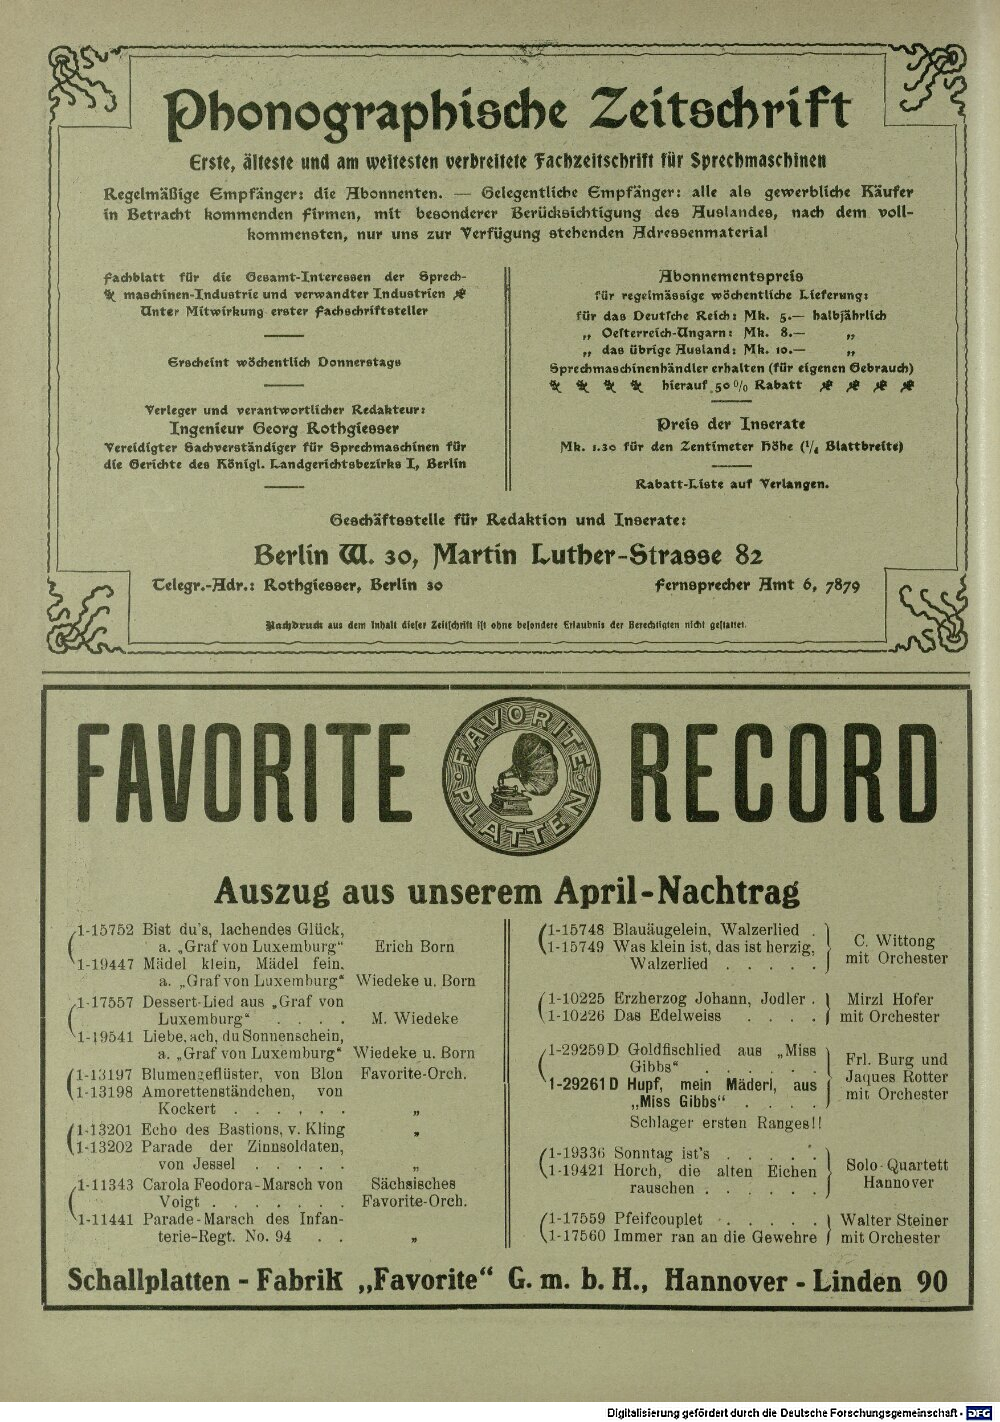 Phonographische Zeitschrift
Erste, älteste und am weitesten verbreitete Fachzeitschrift für Sprechmaschinen
Regelmäßige Empfänger: die Abonnenten. — Gelegentliche Empfänger: alle als gewerbliche Käufer
in Betracht kommenden Firmen, mit besonderer Berücksichtigung des Auslandes, nach dem voll-
kommensten, nur uns zur Verfügung stehenden Adressenmaterial
Fachblatt für die Gesamt-Interessen der Sprech-
maschinen-Industrie und verwandter Industrien
Unter Mitwirkung erster Fachschriftsteller
Erscheint wöchentlich Donnerstags
Verleger und verantwortlicher Redakteur:
Ingenieur Georg Rothgiesser
Vereidigter Sachverständiger für Sprechmaschinen für
die Gerichte des Königl. Landgerichtsbezirks I, Berlin
Abonnementspreis
für regelmässige wöchentliche Lieferung:
für das Deutsche Reich: Mk. 5.— halbjährlich
„ Oesterreich-Ungarn: Mk. 8.— „
„ das übrige Ausland: Mk. 10.— „
Sprechmaschinenhändler erhalten (für eigenen Gebrauch)
hierauf 50 % Rabatt
Preis der Inserate
Mk. 1.30 für den Zentimeter Höhe (1/4 Blattbreite)
Rabatt-Liste auf Verlangen.
Geschäftsstelle für Redaktion und Inserate:
Berlin W. 30, Martin Luther-Strasse 82
Telegr.-Adr.: Rothgiesser, Berlin 30 Fernsprecher Amt 6, 7879
Nachdruck aus dem Inhalt dieser Zeitschrift ist ohne besondere Erlaubnis der Berechtigten nicht gestattet.
FAVORITE RECORD
FAVORITE PLATTEN
Auszug aus unserem April-Nachtrag
1-15752 Bist du's, lachendes Glück,
a. „Graf von Luxemburg“ Erich Born
1-19447 Mädel klein, Mädel fein,
a. „Graf von Luxemburg“ Wiedeke u. Born
1-17557 Dessert-Lied aus „Graf von
Luxemburg“ . . . . M. Wiedeke
1-19541 Liebe, ach, du Sonnenschein,
a. „Graf von Luxemburg“ Wiedeke u. Born
1-13197 Blumengeflüster, von Blon Favorite-Orch.
1-13198 Amorettenständchen, von
Kockert . . . . . . „
1-13201 Echo des Bastions, v. Kling „
1-13202 Parade der Zinnsoldaten,
von Jessel . . . . . „
1-11343 Carola Feodora-Marsch von Sächsisches
Voigt . . . . . . . Favorite-Orch.
1-11441 Parade-Marsch des Infan-
terie-Regt. No. 94 . . „
1-15748 Blauäugelein, Walzerlied .
1-15749 Was klein ist, das ist herzig,
Walzerlied . . . . .
C. Wittong
mit Orchester
1-10225 Erzherzog Johann, Jodler . Mirzl Hofer
1-10226 Das Edelweiss . . . . mit Orchester
1-29259 D Goldfischlied aus „Miss
Gibbs“ . . . . . .
1-29261 D Hupf, mein Mäderl, aus
„Miss Gibbs“ . . . .
Frl. Burg und
Jaques Rotter
mit Orchester
Schlager ersten Ranges!!
1-19336 Sonntag ist's . . . . .
1-19421 Horch, die alten Eichen
rauschen . . . . . .
Solo-Quartett
Hannover
1-17559 Pfeifcouplet . . . . . Walter Steiner
1-17560 Immer ran an die Gewehre mit Orchester
Schallplatten-Fabrik „Favorite“ G. m. b. H., Hannover-Linden 90
Digitalisierung gefördert durch die Deutsche Forschungsgemeinschaft - DFG